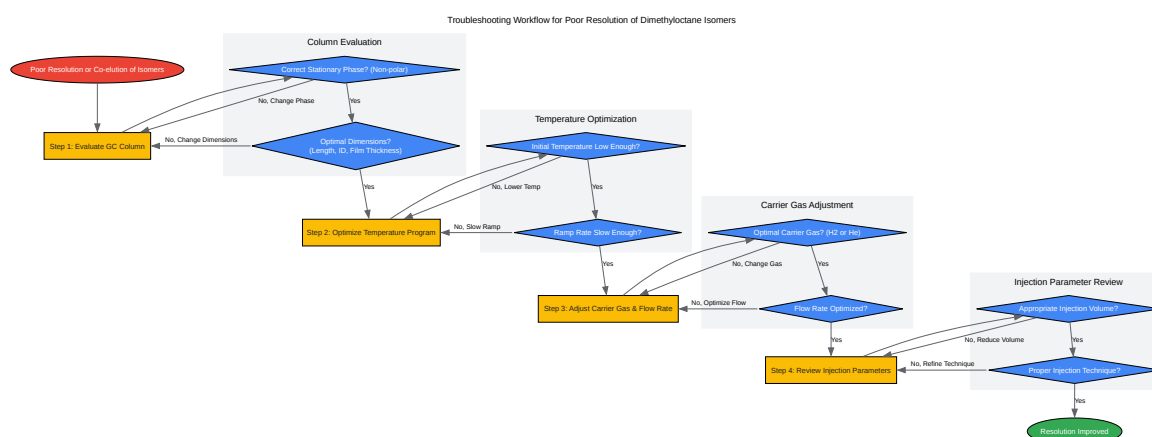 Troubleshooting Workflow for Poor Resolution of Dimethyloctane Isomers
Column Evaluation
Poor Resolution or Co-elution of Isomers
Correct Stationary Phase? (Non-polar)
No, Change Phase
Yes
Step 1: Evaluate GC Column
No, Change Dimensions
Optimal Dimensions?
(Length, ID, Film Thickness)
Yes
Temperature Optimization
Initial Temperature Low Enough?
No, Lower Temp
Yes
Step 2: Optimize Temperature Program
No, Slow Ramp
Ramp Rate Slow Enough?
Yes
Carrier Gas Adjustment
Optimal Carrier Gas? (H2 or He)
No, Change Gas
Yes
Step 3: Adjust Carrier Gas & Flow Rate
No, Optimize Flow
Flow Rate Optimized?
Yes
Injection Parameter Review
Appropriate Injection Volume?
No, Reduce Volume
Yes
Step 4: Review Injection Parameters
No, Refine Technique
Proper Injection Technique?
Yes
Resolution Improved